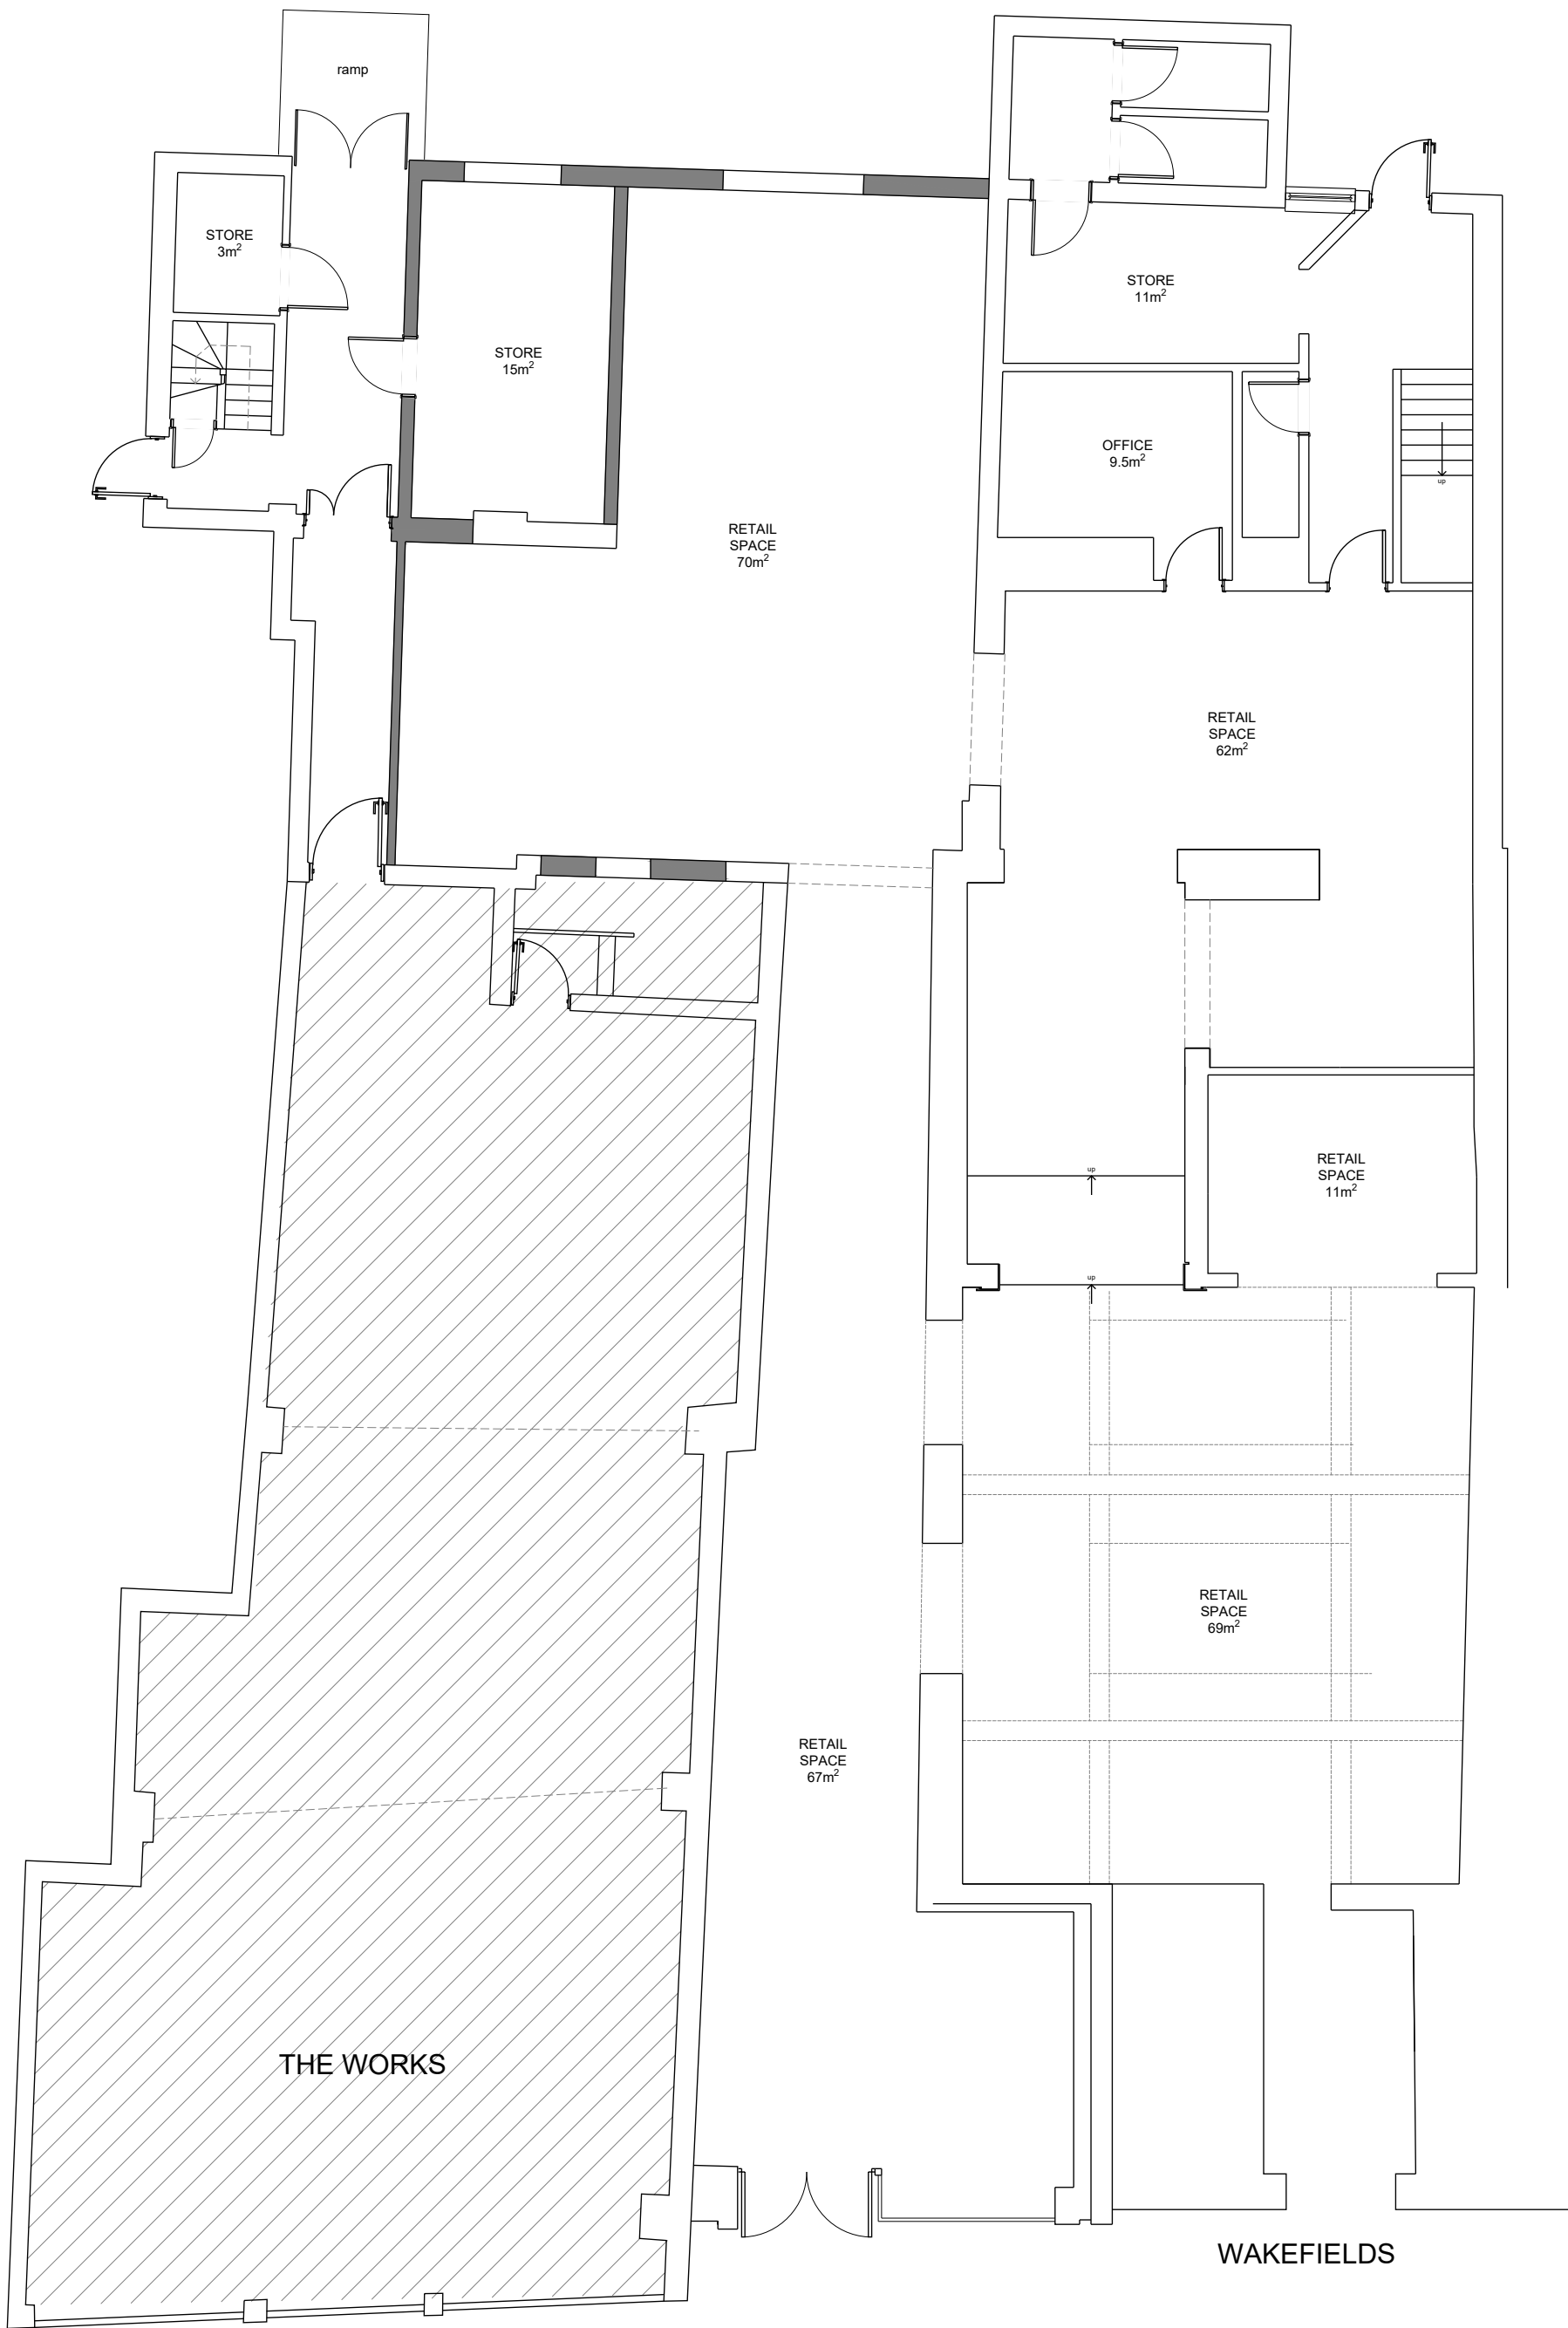 ramp
STORE
3m²
STORE
11m²
STORE
15m²
OFFICE
9.5m²
up
RETAIL
SPACE
70m²
RETAIL
SPACE
62m²
up
RETAIL
SPACE
11m²
up
RETAIL
SPACE
69m²
RETAIL
SPACE
67m²
THE WORKS
WAKEFIELDS